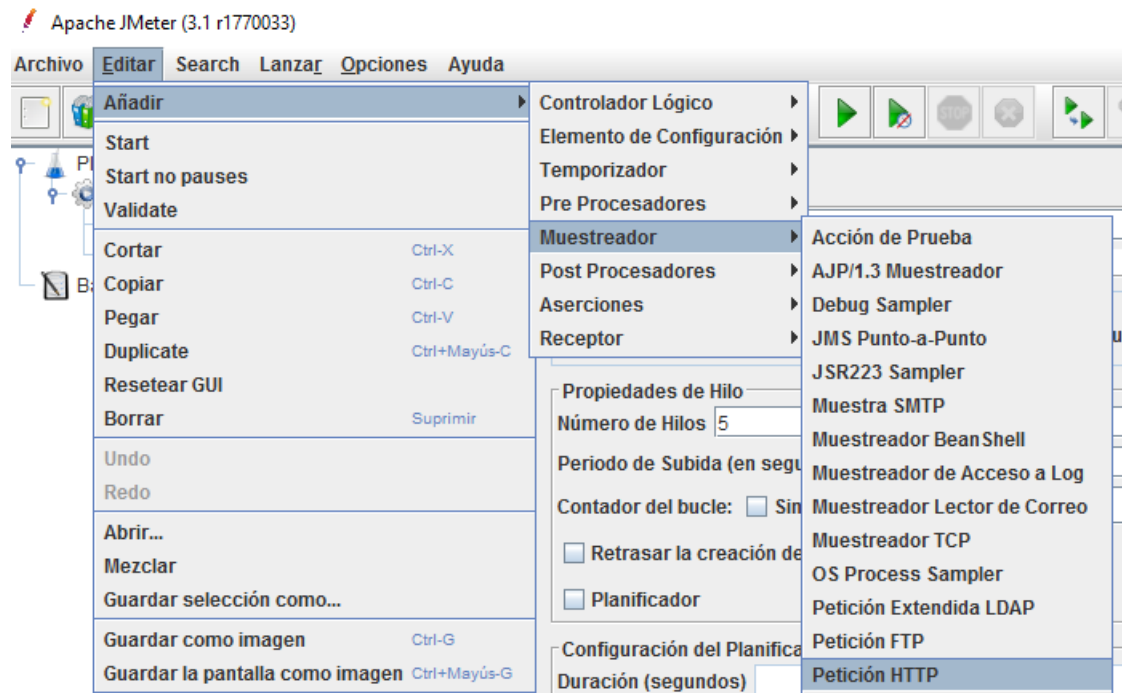 Apache JMeter (3.1 r1770033)
Archivo Editar Search Lanzar Opciones Ayuda
Añadir
Start
Start no pauses
Validate
Cortar Ctrl-X
Copiar Ctrl-C
Pegar Ctrl-V
Duplicate Ctrl+Mayús-C
Resetear GUI
Borrar Suprimir
Undo
Redo
Abrir...
Mezclar
Guardar selección como...
Guardar como imagen Ctrl-G
Guardar la pantalla como imagen Ctrl+Mayús-G
Controlador Lógico
Elemento de Configuración
Temporizador
Pre Procesadores
Muestreador
Post Procesadores
Aserciones
Receptor
Acción de Prueba
AJP/1.3 Muestreador
Debug Sampler
JMS Punto-a-Punto
JSR223 Sampler
Muestra SMTP
Muestreador BeanShell
Muestreador de Acceso a Log
Muestreador Lector de Correo
Muestreador TCP
OS Process Sampler
Petición Extendida LDAP
Petición FTP
Petición HTTP
STOP
Propiedades de Hilo
Número de Hilos 5
Periodo de Subida (en segu
Contador del bucle: Sin
Retrasar la creación de
Planificador
Configuración del Planifica
Duración (segundos)